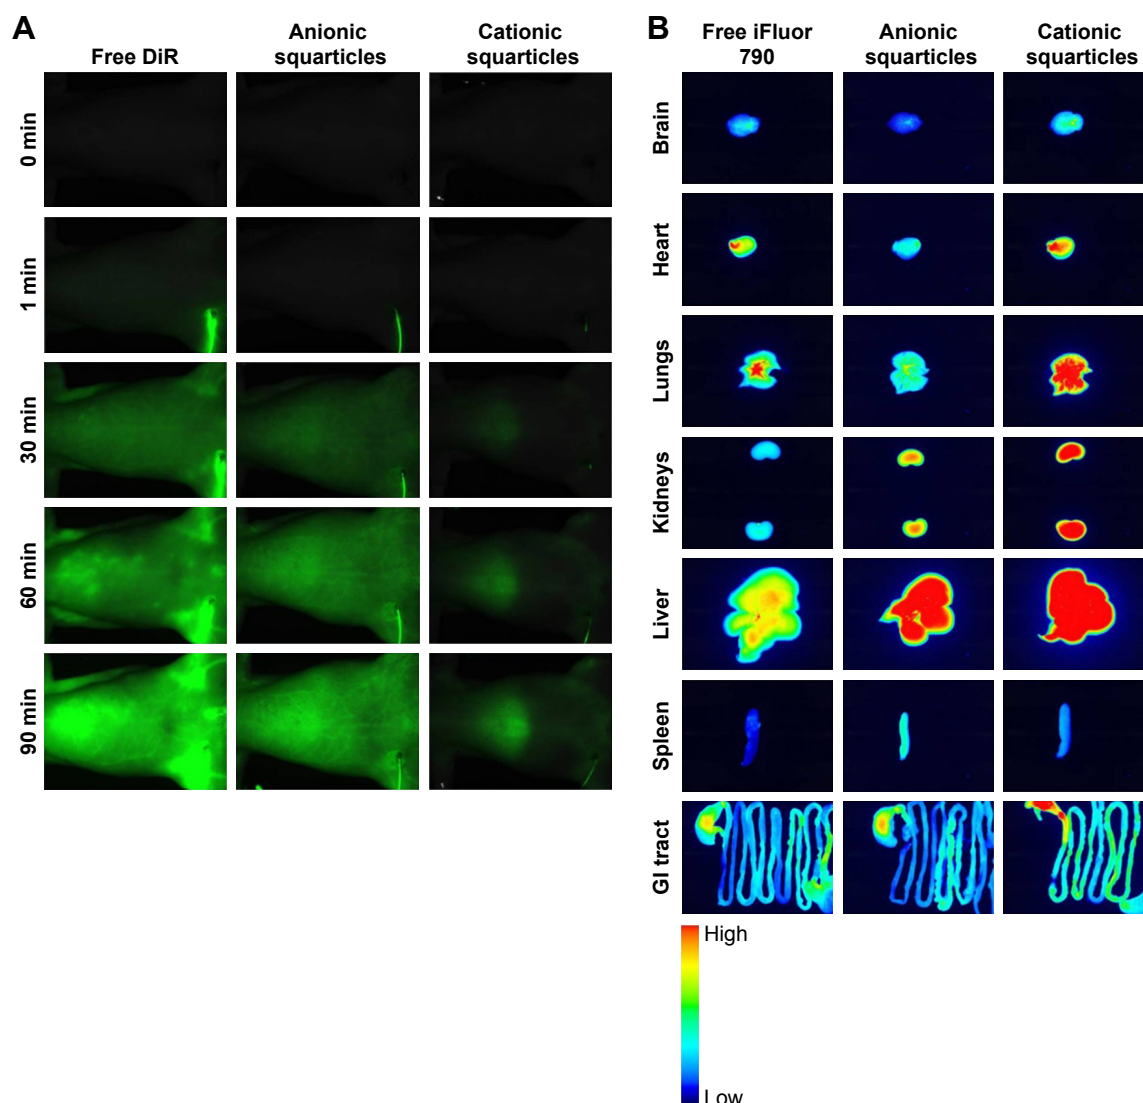 A
Free DiR
Anionic
squarticles
Cationic
squarticles
0 min
1 min
30 min
60 min
90 min
B
Free iFluor
790
Anionic
squarticles
Cationic
squarticles
Brain
Heart
Lungs
Kidneys
Liver
Spleen
GI tract
High
Low